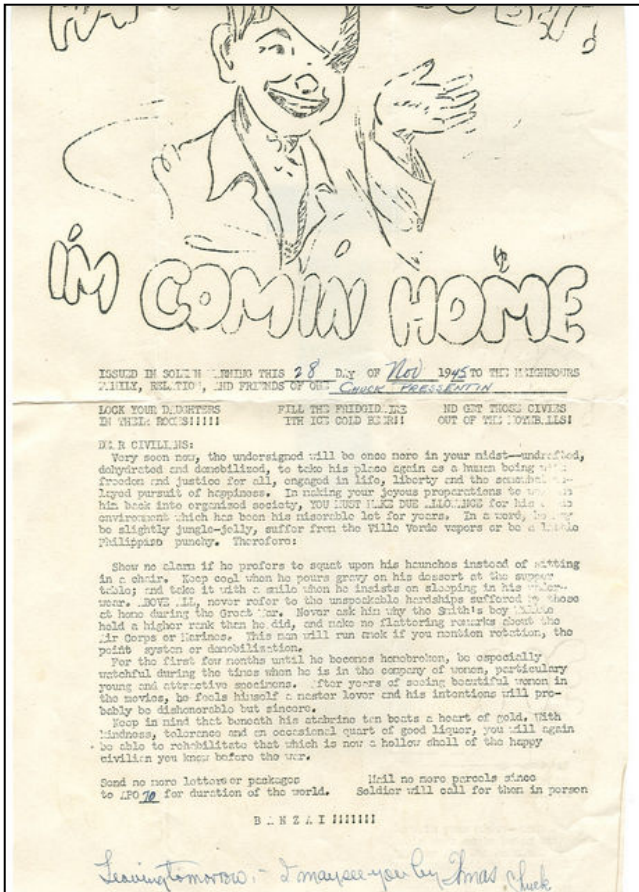 I'M COMIN HOME
ISSUED IN SOLEMN WARNING THIS 28 DAY OF Nov 1945 TO THE NEIGHBOURS
FAMILY, RELATION, AND FRIENDS OF ONE CHUCK PRESSENTIN
LOCK YOUR DAUGHTERS FILL THE FRIDGIDAIRE ND GET THOSE CIVIES
IN THEIR ROOMS!!!!! ITH ICE COLD BEER!! OUT OF THE MOTHBALLS!
DEAR CIVILIANS:
Very soon now, the undersigned will be once more in your midst—undrafted,
dehydrated and demobilized, to take his place again as a human being with
freedom and justice for all, engaged in life, liberty and the somewhat
layed pursuit of happiness. In making your joyous preparations to
him back into organized society, YOU MUST MAKE DUE ALLOWANCE for his
environment which has been his miserable lot for years. In a word, he
be slightly jungle-jolly, suffer from the Villa Verde vapors or be a little
Philippino punchy. Therefore:
Show no alarm if he prefers to squat upon his haunches instead of sitting
in a chair. Keep cool when he pours gravy on his dessert at the supper
table; and take it with a smile when he insists on sleeping in his under-
wear. ABOVE ALL, never refer to the unspeakable hardships suffered by those
at home during the Great War. Never ask him why the Smith's boy
held a higher rank than he did, and make no flattering remarks about the
Air Corps or Marines. This man will run amok if you mention rotation, the
point system or demobilization.
For the first few months until he becomes homebroken, be especially
watchful during the times when he is in the company of women, particulary
young and attractive specimens. After years of seeing beautiful women in
the movies, he feels himself a master lover and his intentions will pro-
bably be dishonorable but sincere.
Keep in mind that beneath his atabrine tan beats a heart of gold. With
kindness, tolerance and an occasional quart of good liquor, you will again
be able to rehabilitate that which is now a hollow shell of the happy
civilian you knew before the war.
Send no more letters or packages Mail no more parcels since
to APO 70 for duration of the world. Soldier will call for them in person
BANZAI!!!!!!!
Leaving tomorrow, - I may see you by Xmas, Chuck